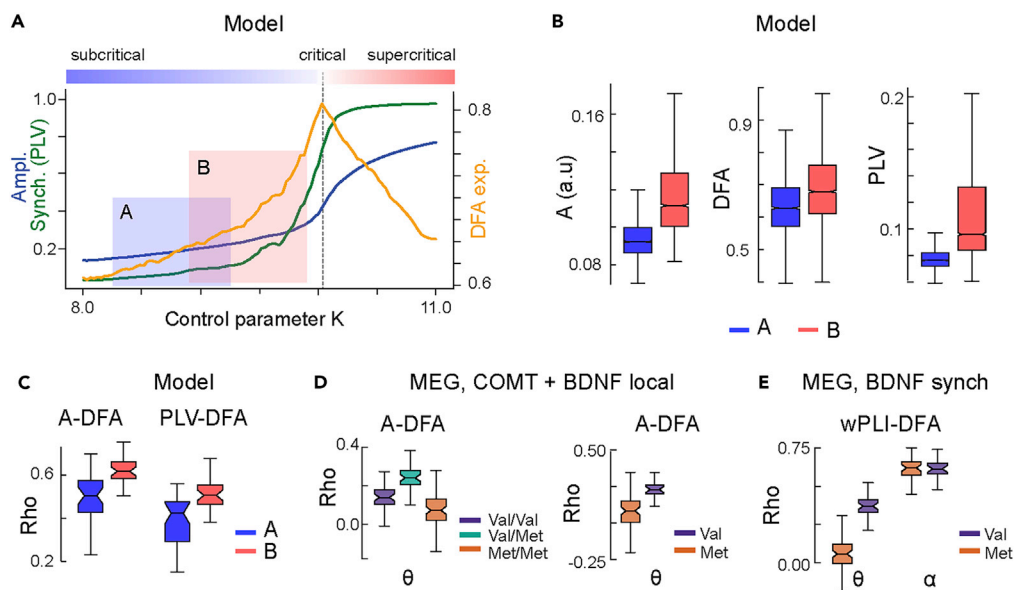 A
Model
subcritical
critical
supercritical
1.0
0.2
Ampl.
Synch. (PLV)
A
B
0.8
0.6
DFA exp.
8.0
11.0
Control parameter K
B
Model
0.16
0.08
A (a.u)
0.9
0.5
DFA
0.2
0.1
PLV
A
B
C
Model
A-DFA
PLV-DFA
0.6
0.2
Rho
A
B
D
MEG, COMT + BDNF local
A-DFA
0.4
0.0
Rho
θ
Val/Val
Val/Met
Met/Met
A-DFA
0.50
-0.25
Rho
θ
Val
Met
E
MEG, BDNF synch
wPLI-DFA
0.75
0.00
Rho
θ
α
Val
Met